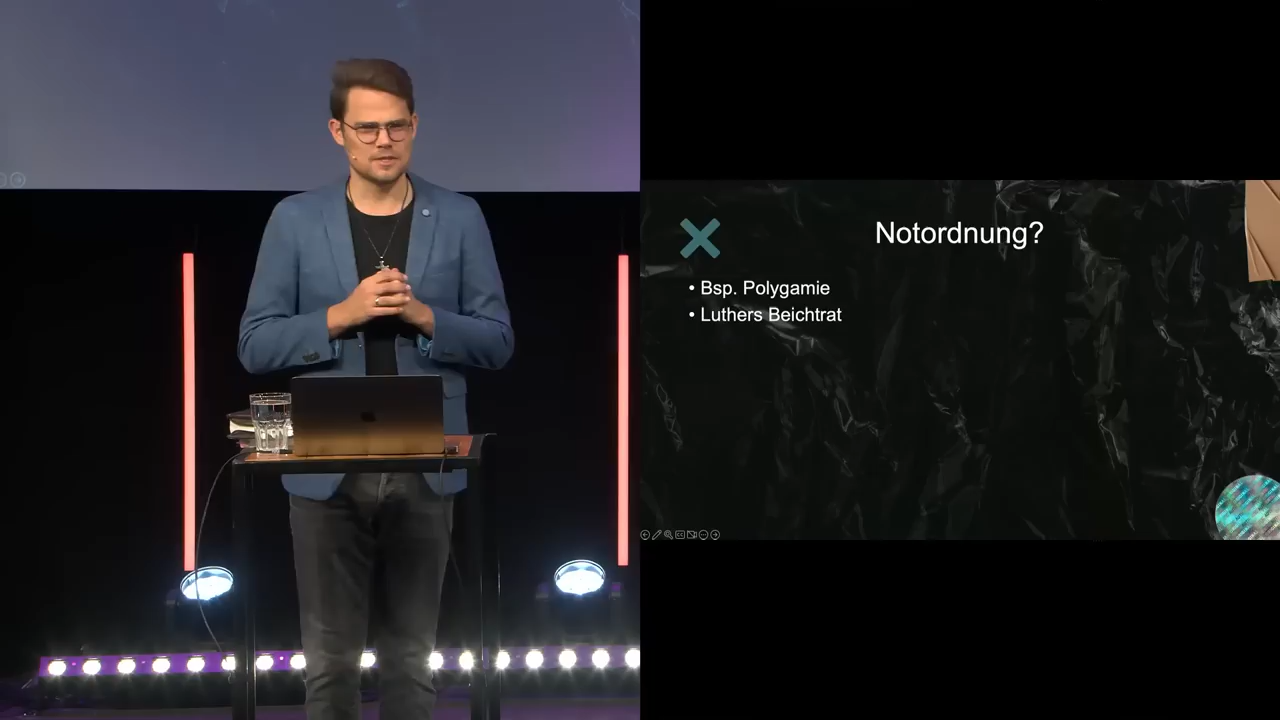 Notordnung?
• Bsp. Polygamie
• Luthers Beichtrat